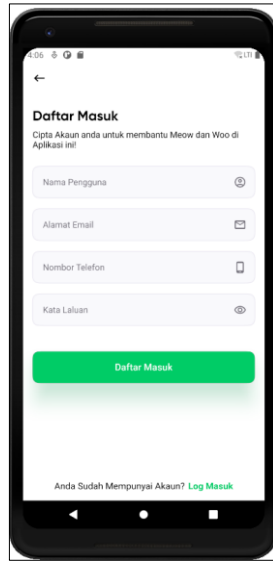 4:06
LTE
Daftar Masuk
Cipta Akaun anda untuk membantu Meow dan Woo di
Aplikasi ini!
Nama Pengguna
Alamat Email
Nombor Telefon
Kata Laluan
Daftar Masuk
Anda Sudah Mempunyai Akaun? Log Masuk